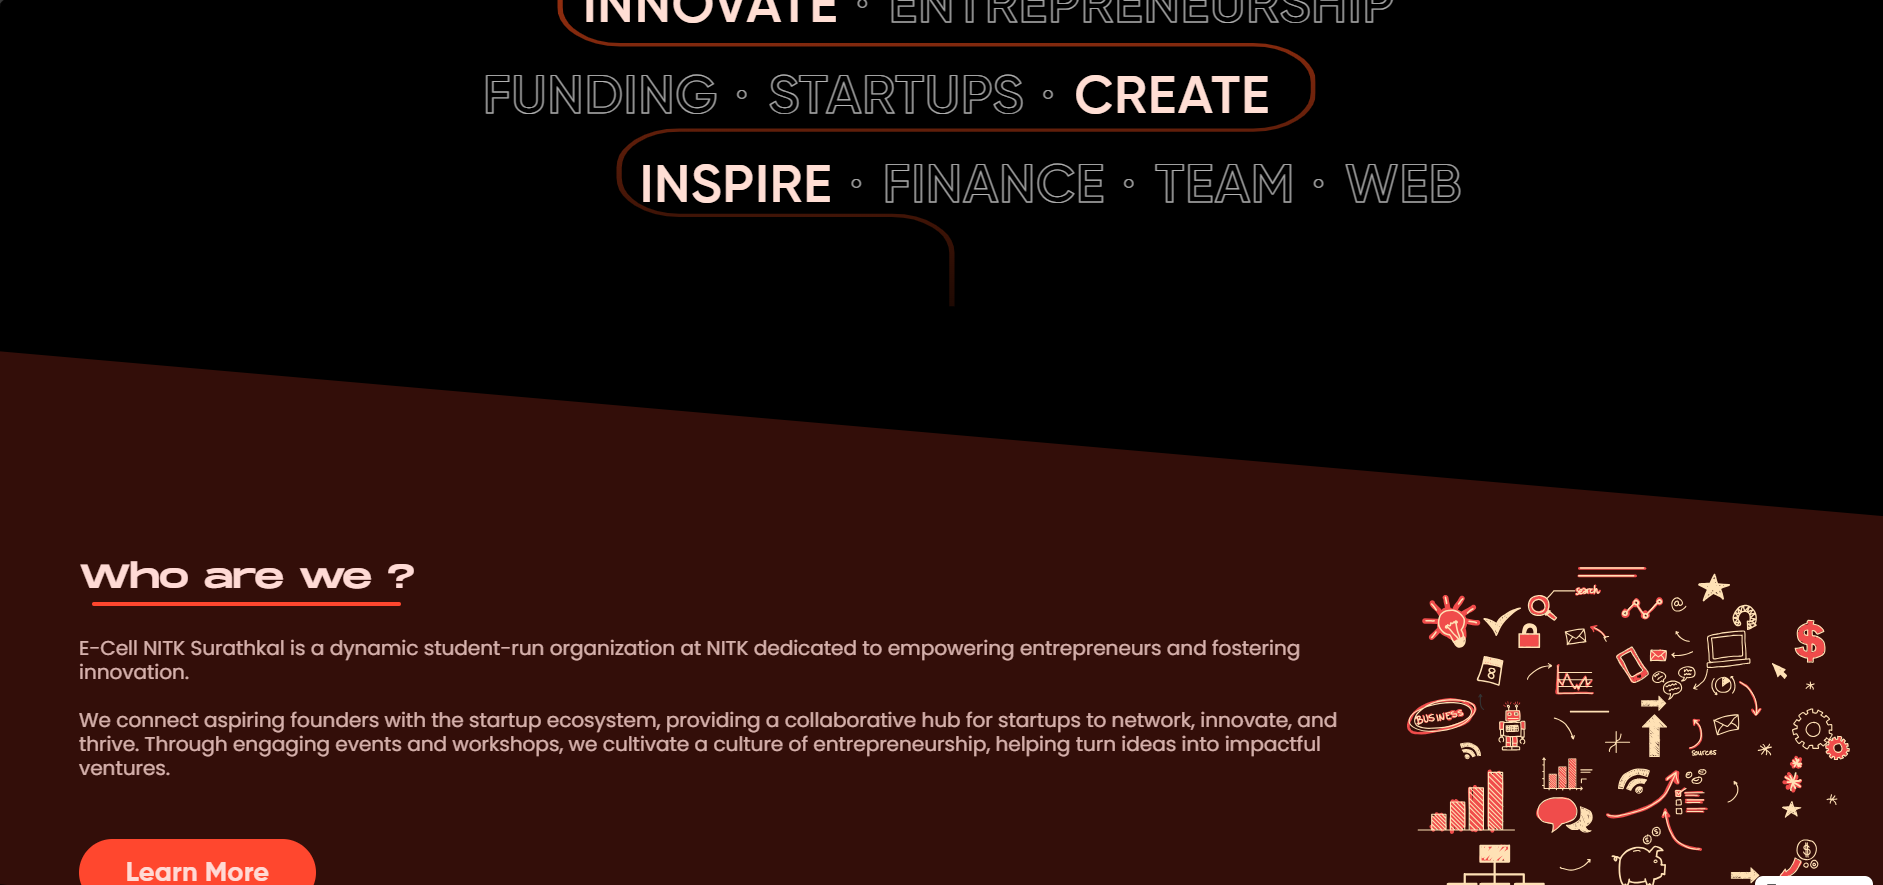 INNOVATE • ENTREPRENEURSHIP
FUNDING • STARTUPS • CREATE
INSPIRE • FINANCE • TEAM • WEB
Who are we ?
E-Cell NITK Surathkal is a dynamic student-run organization at NITK dedicated to empowering entrepreneurs and fostering
innovation.
We connect aspiring founders with the startup ecosystem, providing a collaborative hub for startups to network, innovate, and
thrive. Through engaging events and workshops, we cultivate a culture of entrepreneurship, helping turn ideas into impactful
ventures.
Learn More
search
@
$
8
BUSINESS
sources
$